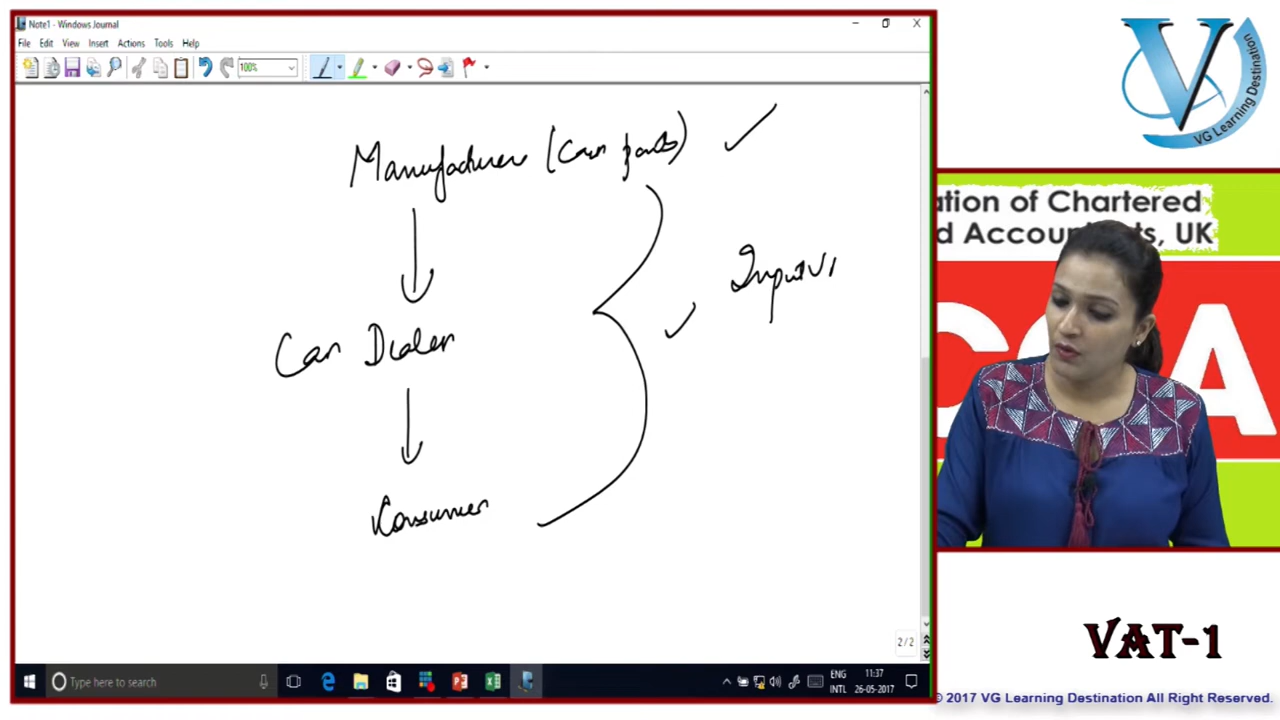 Note1 - Windows Journal
File Edit View Insert Actions Tools Help
100%
Manufacturer (Car parts)
Input V
Car Dealer
Consumer
2/2
Type here to search
ENG
INTL
11:37
26-05-2017
V
VG Learning Destination
ation of Chartered
d Accountants, UK
CCA
VAT-1
© 2017 VG Learning Destination All Right Reserved.